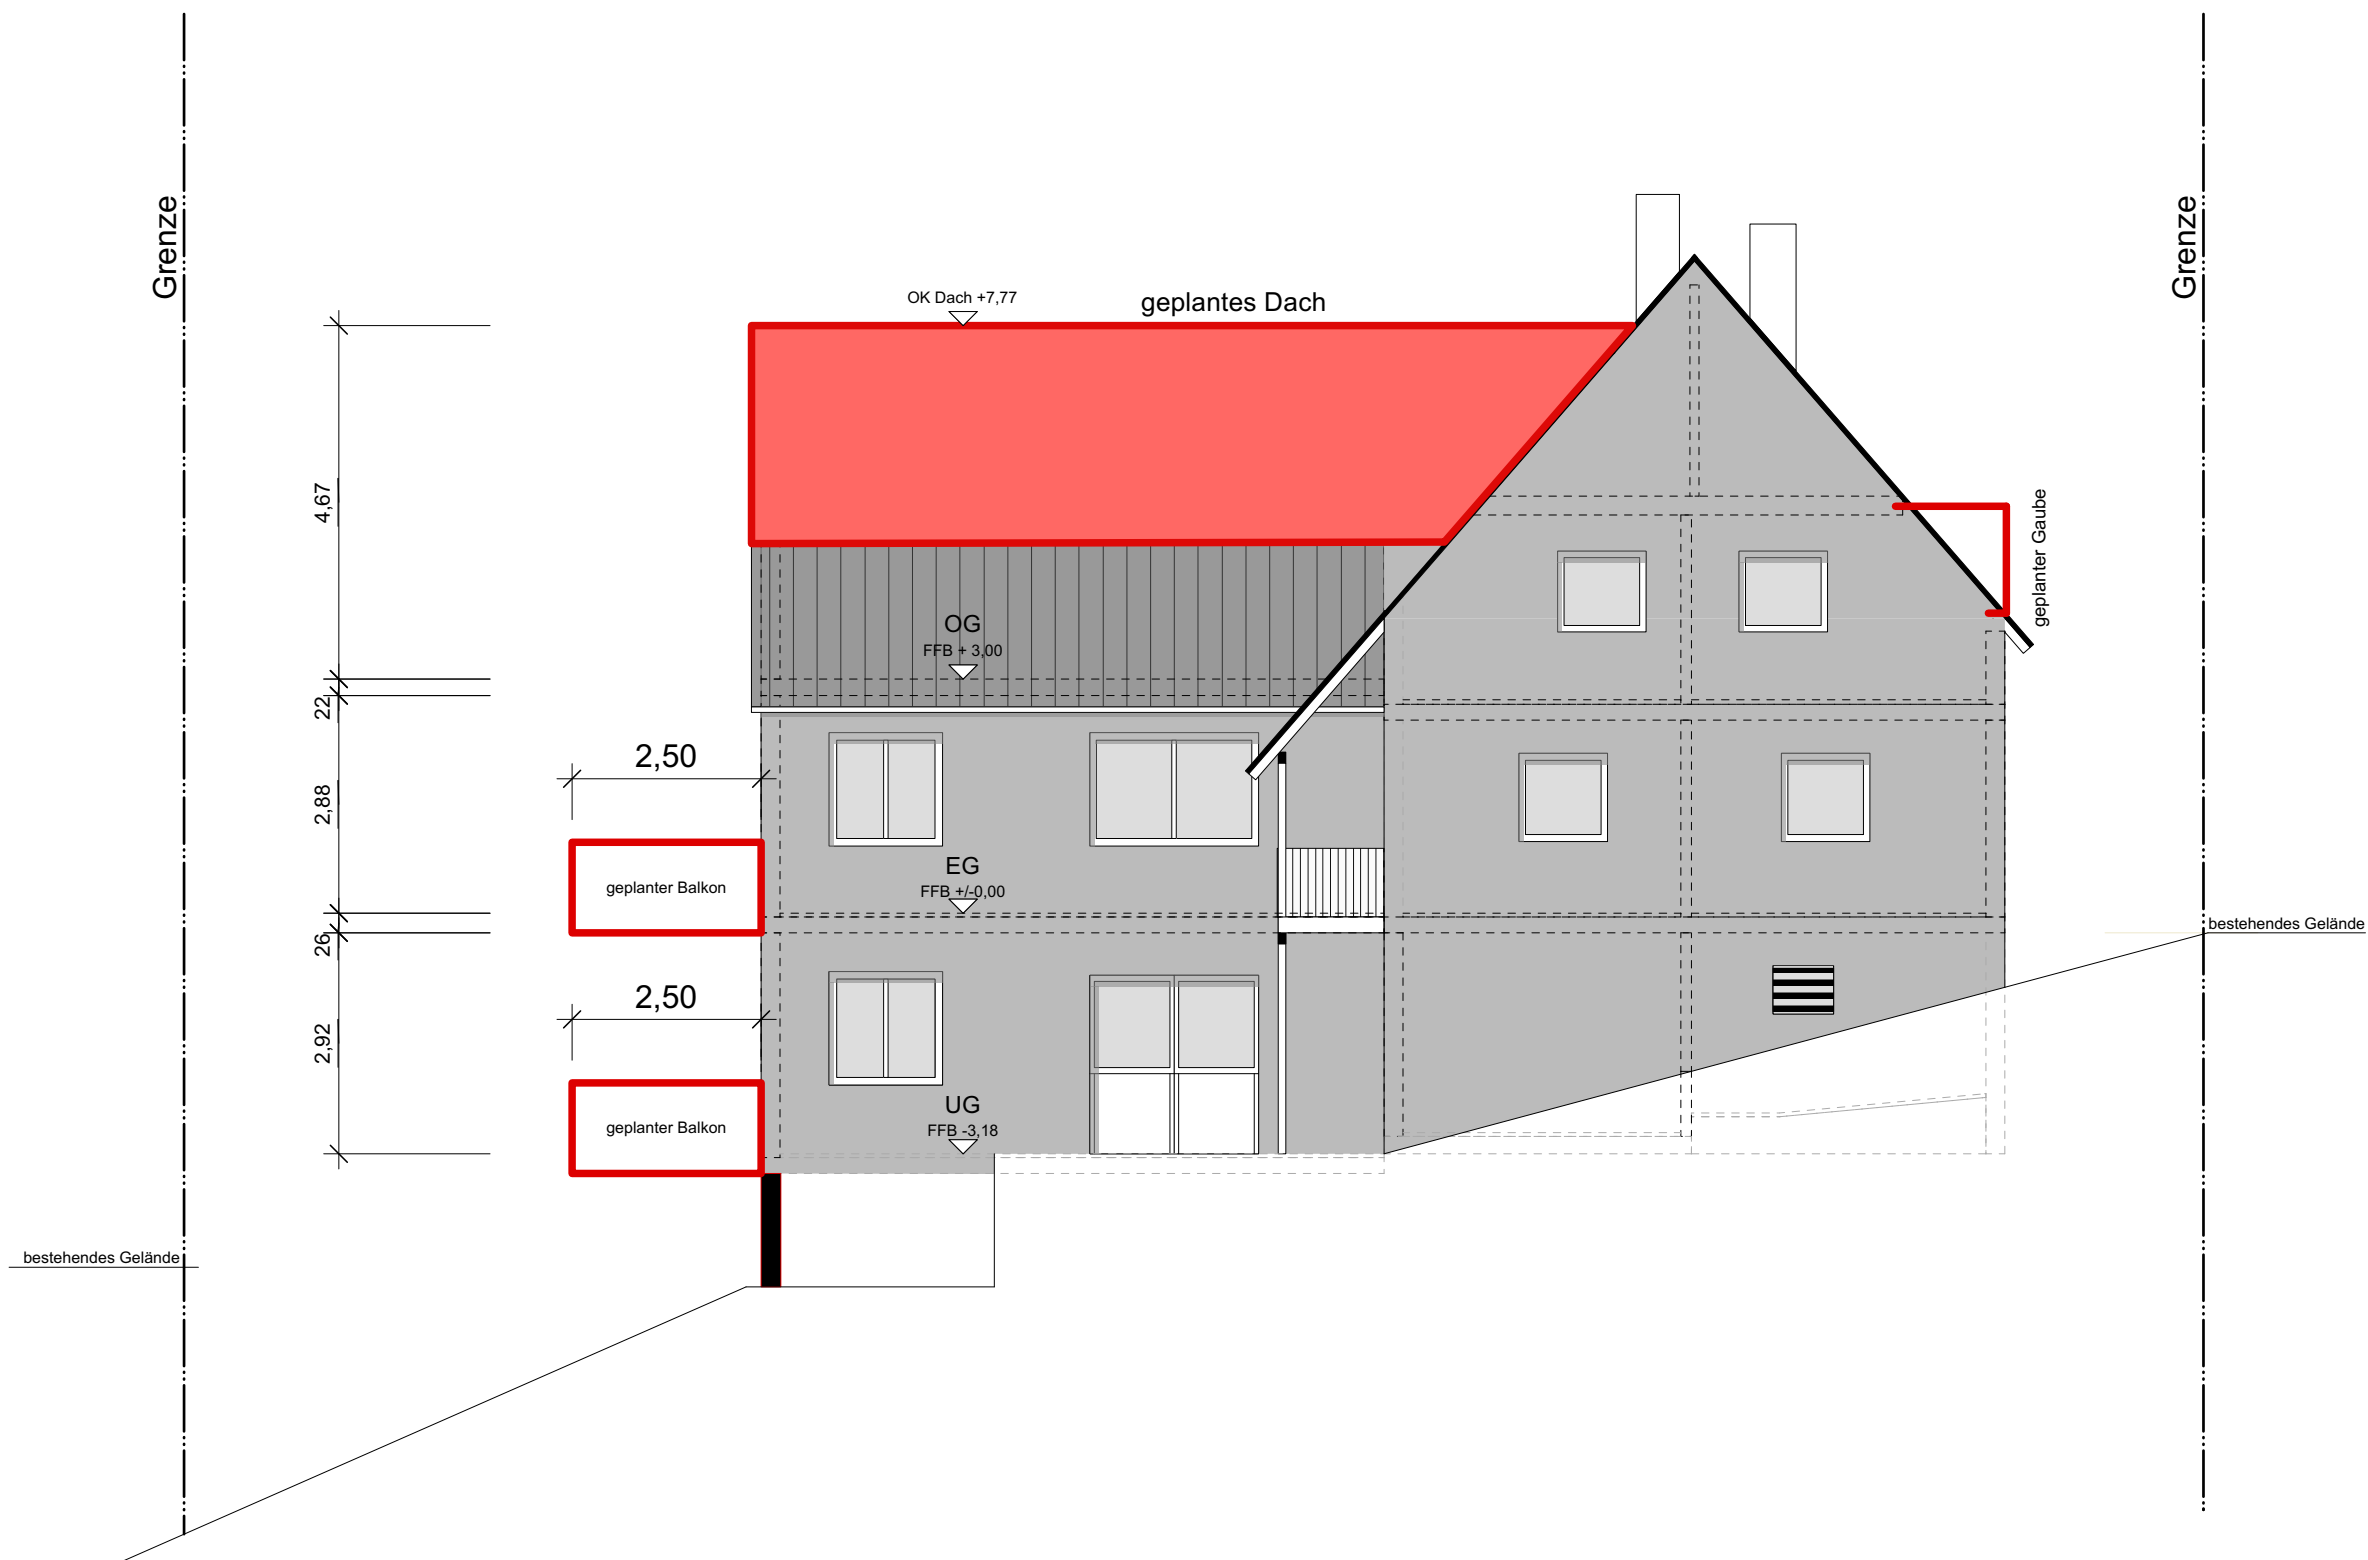 Grenze
Grenze
OK Dach +7,77
geplantes Dach
4,67
geplanter Gaube
OG
FFB + 3,00
22
2,50
2,88
EG
FFB +/-0,00
geplanter Balkon
bestehendes Gelände
26
2,50
2,92
UG
FFB -3,18
geplanter Balkon
bestehendes Gelände